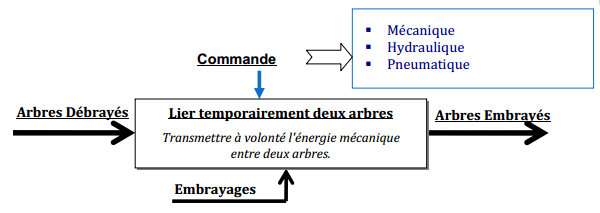 ▪ Mécanique
▪ Hydraulique
▪ Pneumatique
Commande
Arbres Débrayés
Lier temporairement deux arbres
Transmettre à volonté l'énergie mécanique
entre deux arbres.
Arbres Embrayés
Embrayages